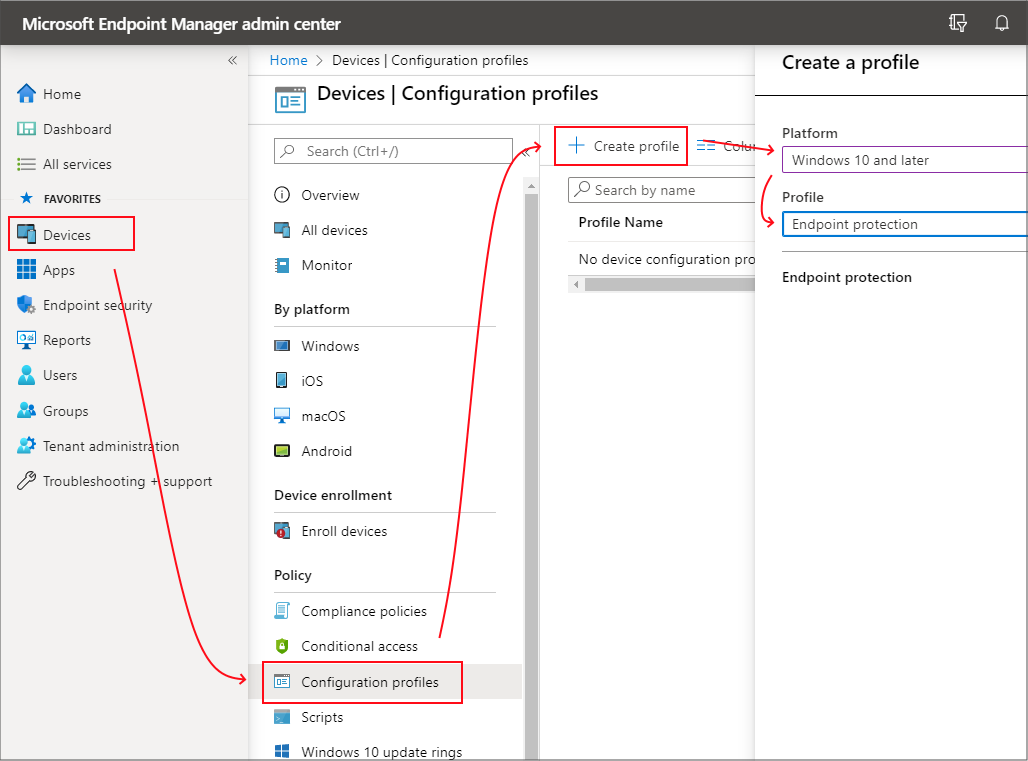 Microsoft Endpoint Manager admin center
«
Home
Dashboard
All services
FAVORITES
Devices
Apps
Endpoint security
Reports
Users
Groups
Tenant administration
Troubleshooting + support
Home > Devices | Configuration profiles
Devices | Configuration profiles
Search (Ctrl+/)
«
Overview
All devices
Monitor
By platform
Windows
iOS
macOS
Android
Device enrollment
Enroll devices
Policy
Compliance policies
Conditional access
Configuration profiles
Scripts
Windows 10 update rings
Create profile
Colu
Search by name
Profile Name
No device configuration pro
Create a profile
Platform
Windows 10 and later
Profile
Endpoint protection
Endpoint protection